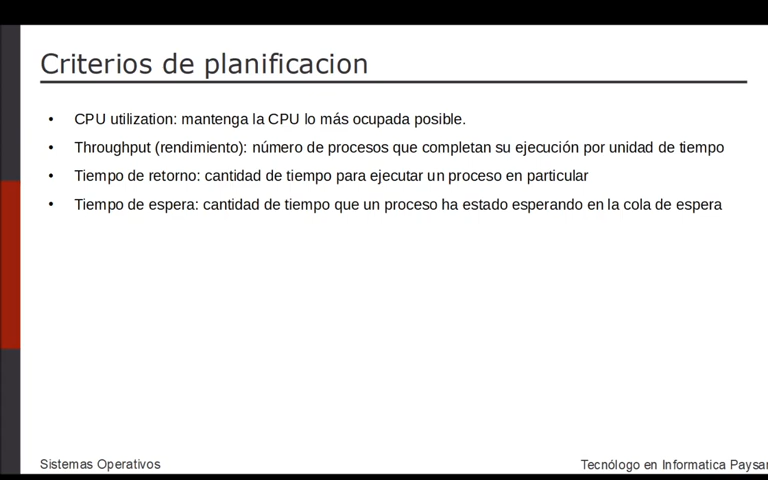 Criterios de planificacion
• CPU utilization: mantenga la CPU lo más ocupada posible.
• Throughput (rendimiento): número de procesos que completan su ejecución por unidad de tiempo
• Tiempo de retorno: cantidad de tiempo para ejecutar un proceso en particular
• Tiempo de espera: cantidad de tiempo que un proceso ha estado esperando en la cola de espera
Sistemas Operativos
Tecnólogo en Informatica